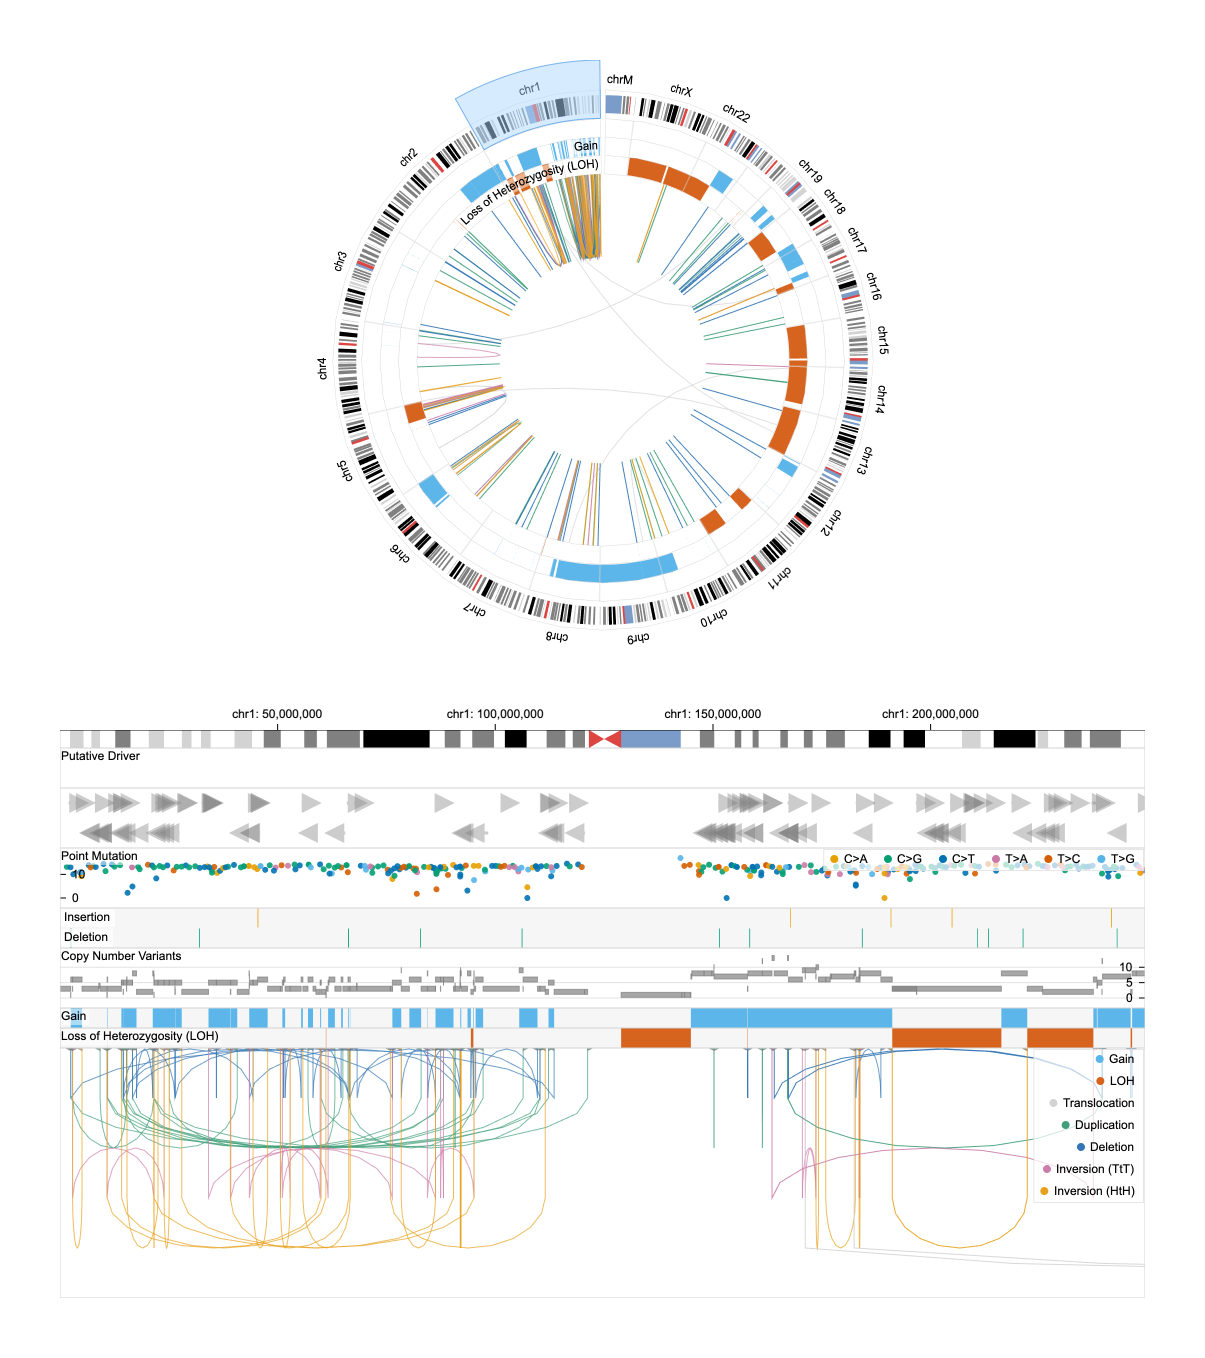 chrM
chr1
chrX
chr22
chr2
chr19
Gain
Loss of Heterozygosity (LOH)
chr18
chr17
chr3
chr16
chr15
chr4
chr14
chr13
chr5
chr12
chr6
chr11
chr7
chr10
chr8
chr9
chr1: 50,000,000 chr1: 100,000,000 chr1: 150,000,000 chr1: 200,000,000
Putative Driver
Point Mutation
C>A C>G C>T T>A T>C T>G
10
0
Insertion
Deletion
Copy Number Variants
10
5
0
Gain
Loss of Heterozygosity (LOH)
Gain
LOH
Translocation
Duplication
Deletion
Inversion (TtT)
Inversion (HtH)